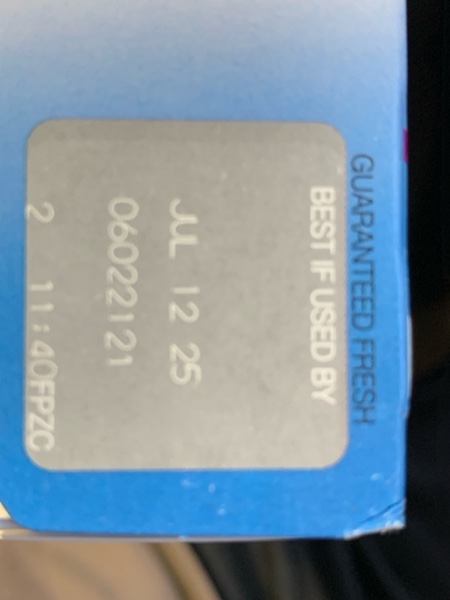 GUARANTEED FRESH
BEST IF USED BY
JUL 12 25
06022121
2 11:40FPZC